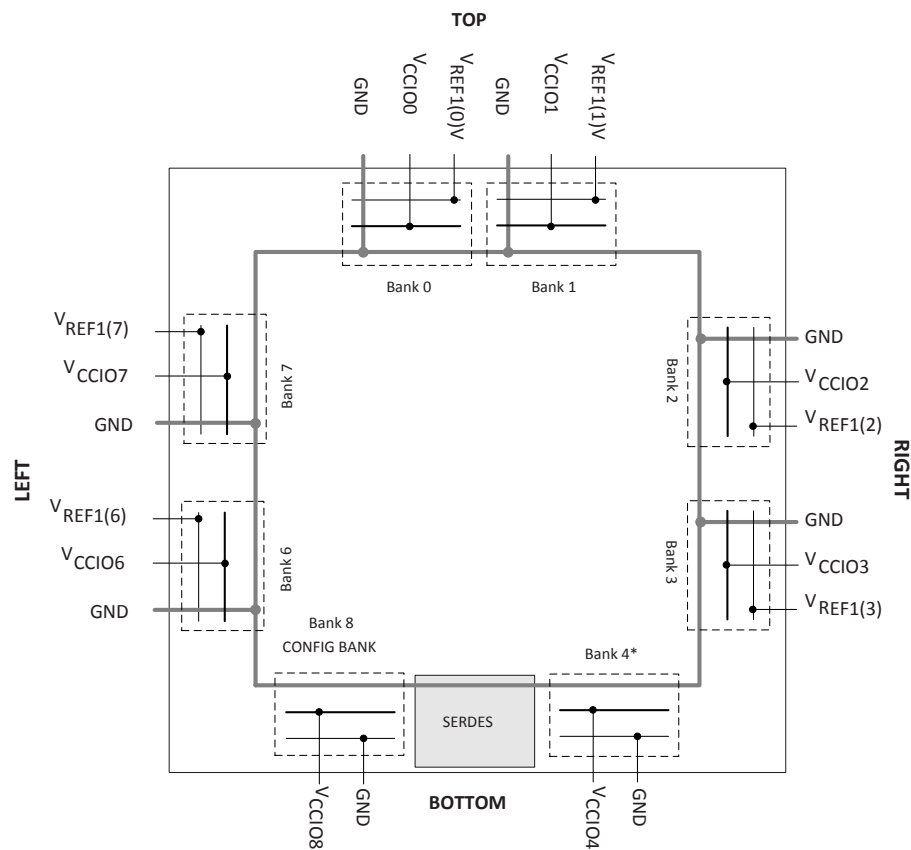 TOP
GND
VCCIO0
VREF1(0)V
GND
VCCIO1
VREF1(1)V
Bank 0
Bank 1
VREF1(7)
VCCIO7
GND
Bank 7
Bank 2
GND
VCCIO2
VREF1(2)
LEFT
RIGHT
VREF1(6)
VCCIO6
GND
Bank 6
Bank 3
GND
VCCIO3
VREF1(3)
Bank 8
CONFIG BANK
Bank 4*
SERDES
VCCIO8
GND
BOTTOM
VCCIO4
GND